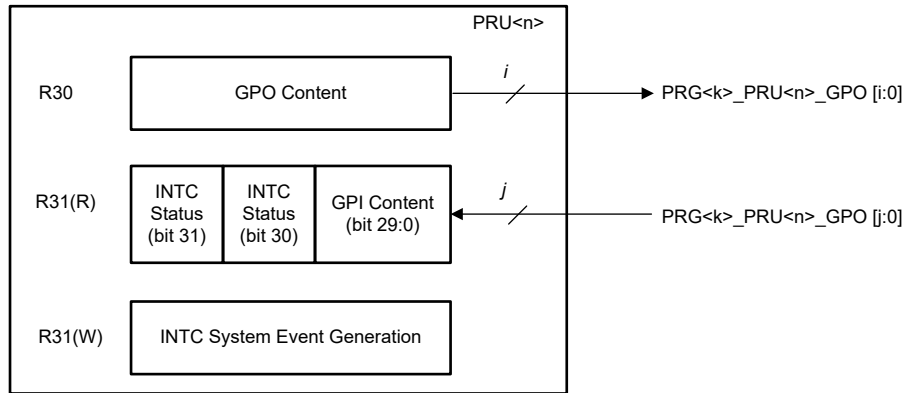 PRU<n>
R30
GPO Content
i
PRG<k>_PRU<n>_GPO [i:0]
R31(R)
INTC
Status
(bit 31)
INTC
Status
(bit 30)
GPI Content
(bit 29:0)
j
PRG<k>_PRU<n>_GPO [j:0]
R31(W)
INTC System Event Generation